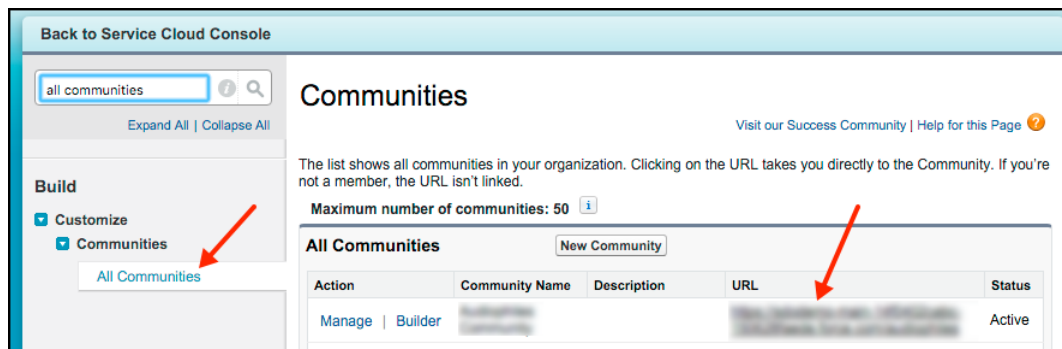 Back to Service Cloud Console
all communities
Expand All | Collapse All
Build
Customize
Communities
All Communities
Communities
Visit our Success Community | Help for this Page
The list shows all communities in your organization. Clicking on the URL takes you directly to the Community. If you're
not a member, the URL isn't linked.
Maximum number of communities: 50
All Communities New Community
Action Community Name Description URL Status
Manage | Builder Active